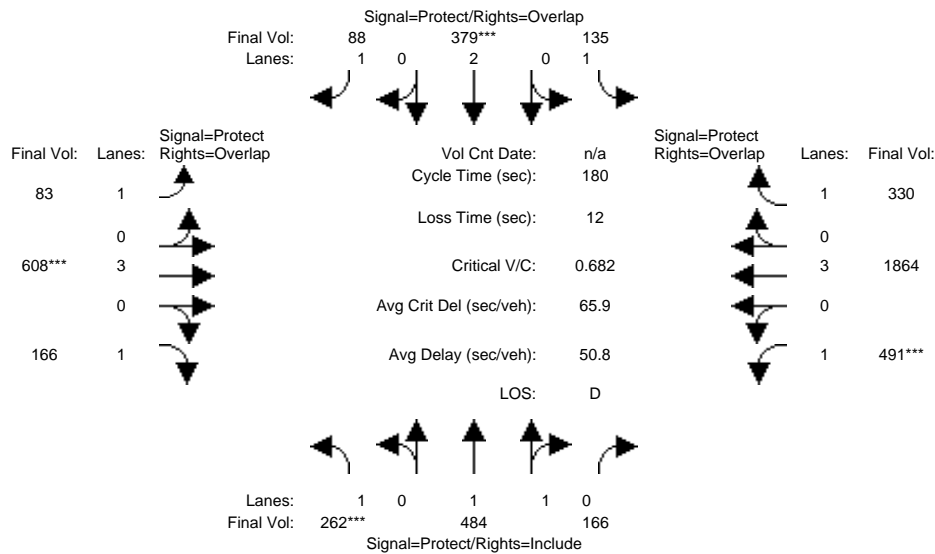 Signal=Protect/Rights=Overlap
Final Vol: 88 379*** 135
Lanes: 1 0 2 0 1
Signal=Protect Signal=Protect
Final Vol: Lanes: Rights=Overlap Vol Cnt Date: n/a Rights=Overlap Lanes: Final Vol:
Cycle Time (sec): 180
83 1 1 330
Loss Time (sec): 12
0 0
608*** 3 Critical V/C: 0.682 3 1864
0 Avg Crit Del (sec/veh): 65.9 0
166 1 Avg Delay (sec/veh): 50.8 1 491***
LOS: D
Lanes: 1 0 1 1 0
Final Vol: 262*** 484 166
Signal=Protect/Rights=Include